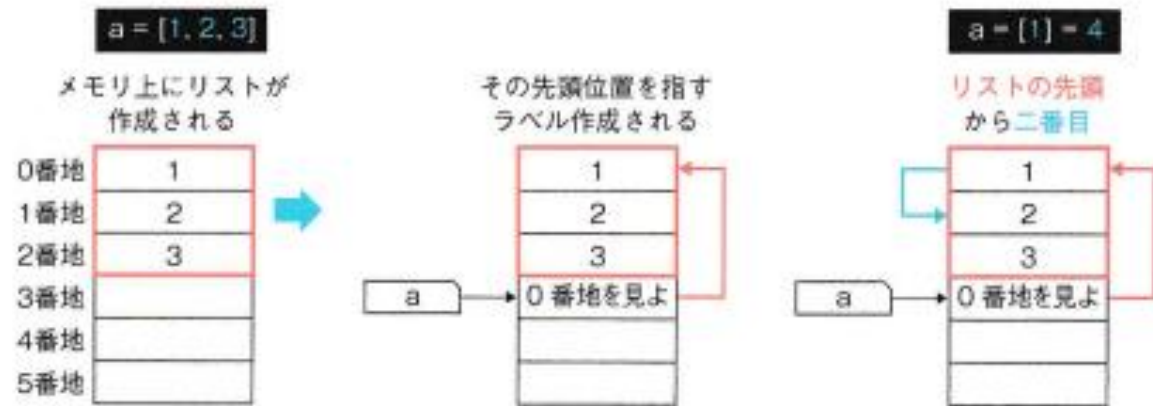 a = [1, 2, 3]
メモリ上にリストが
作成される
0番地
1
1番地
2
2番地
3
3番地
4番地
5番地
その先頭位置を指す
ラベル作成される
1
2
3
a
0 番地を見よ
a = [1] = 4
リストの先頭
から二番目
1
2
3
a
0 番地を見よ